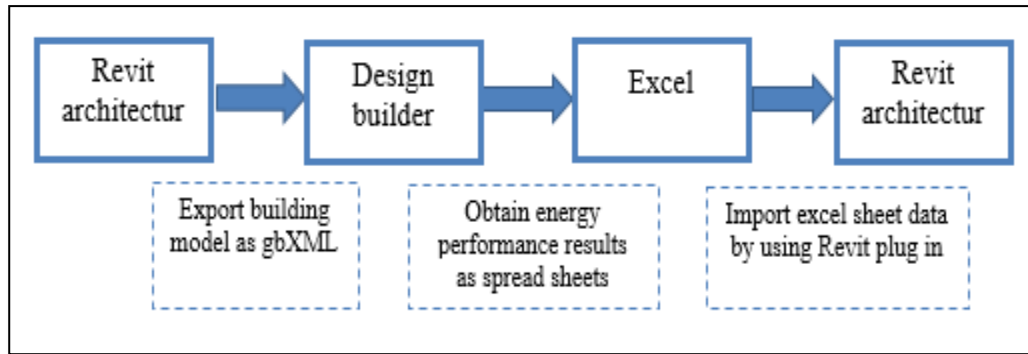 Revit
architectur
Design
builder
Excel
Revit
architectur
Export building
model as gbXML
Obtain energy
performance results
as spread sheets
Import excel sheet data
by using Revit plug in